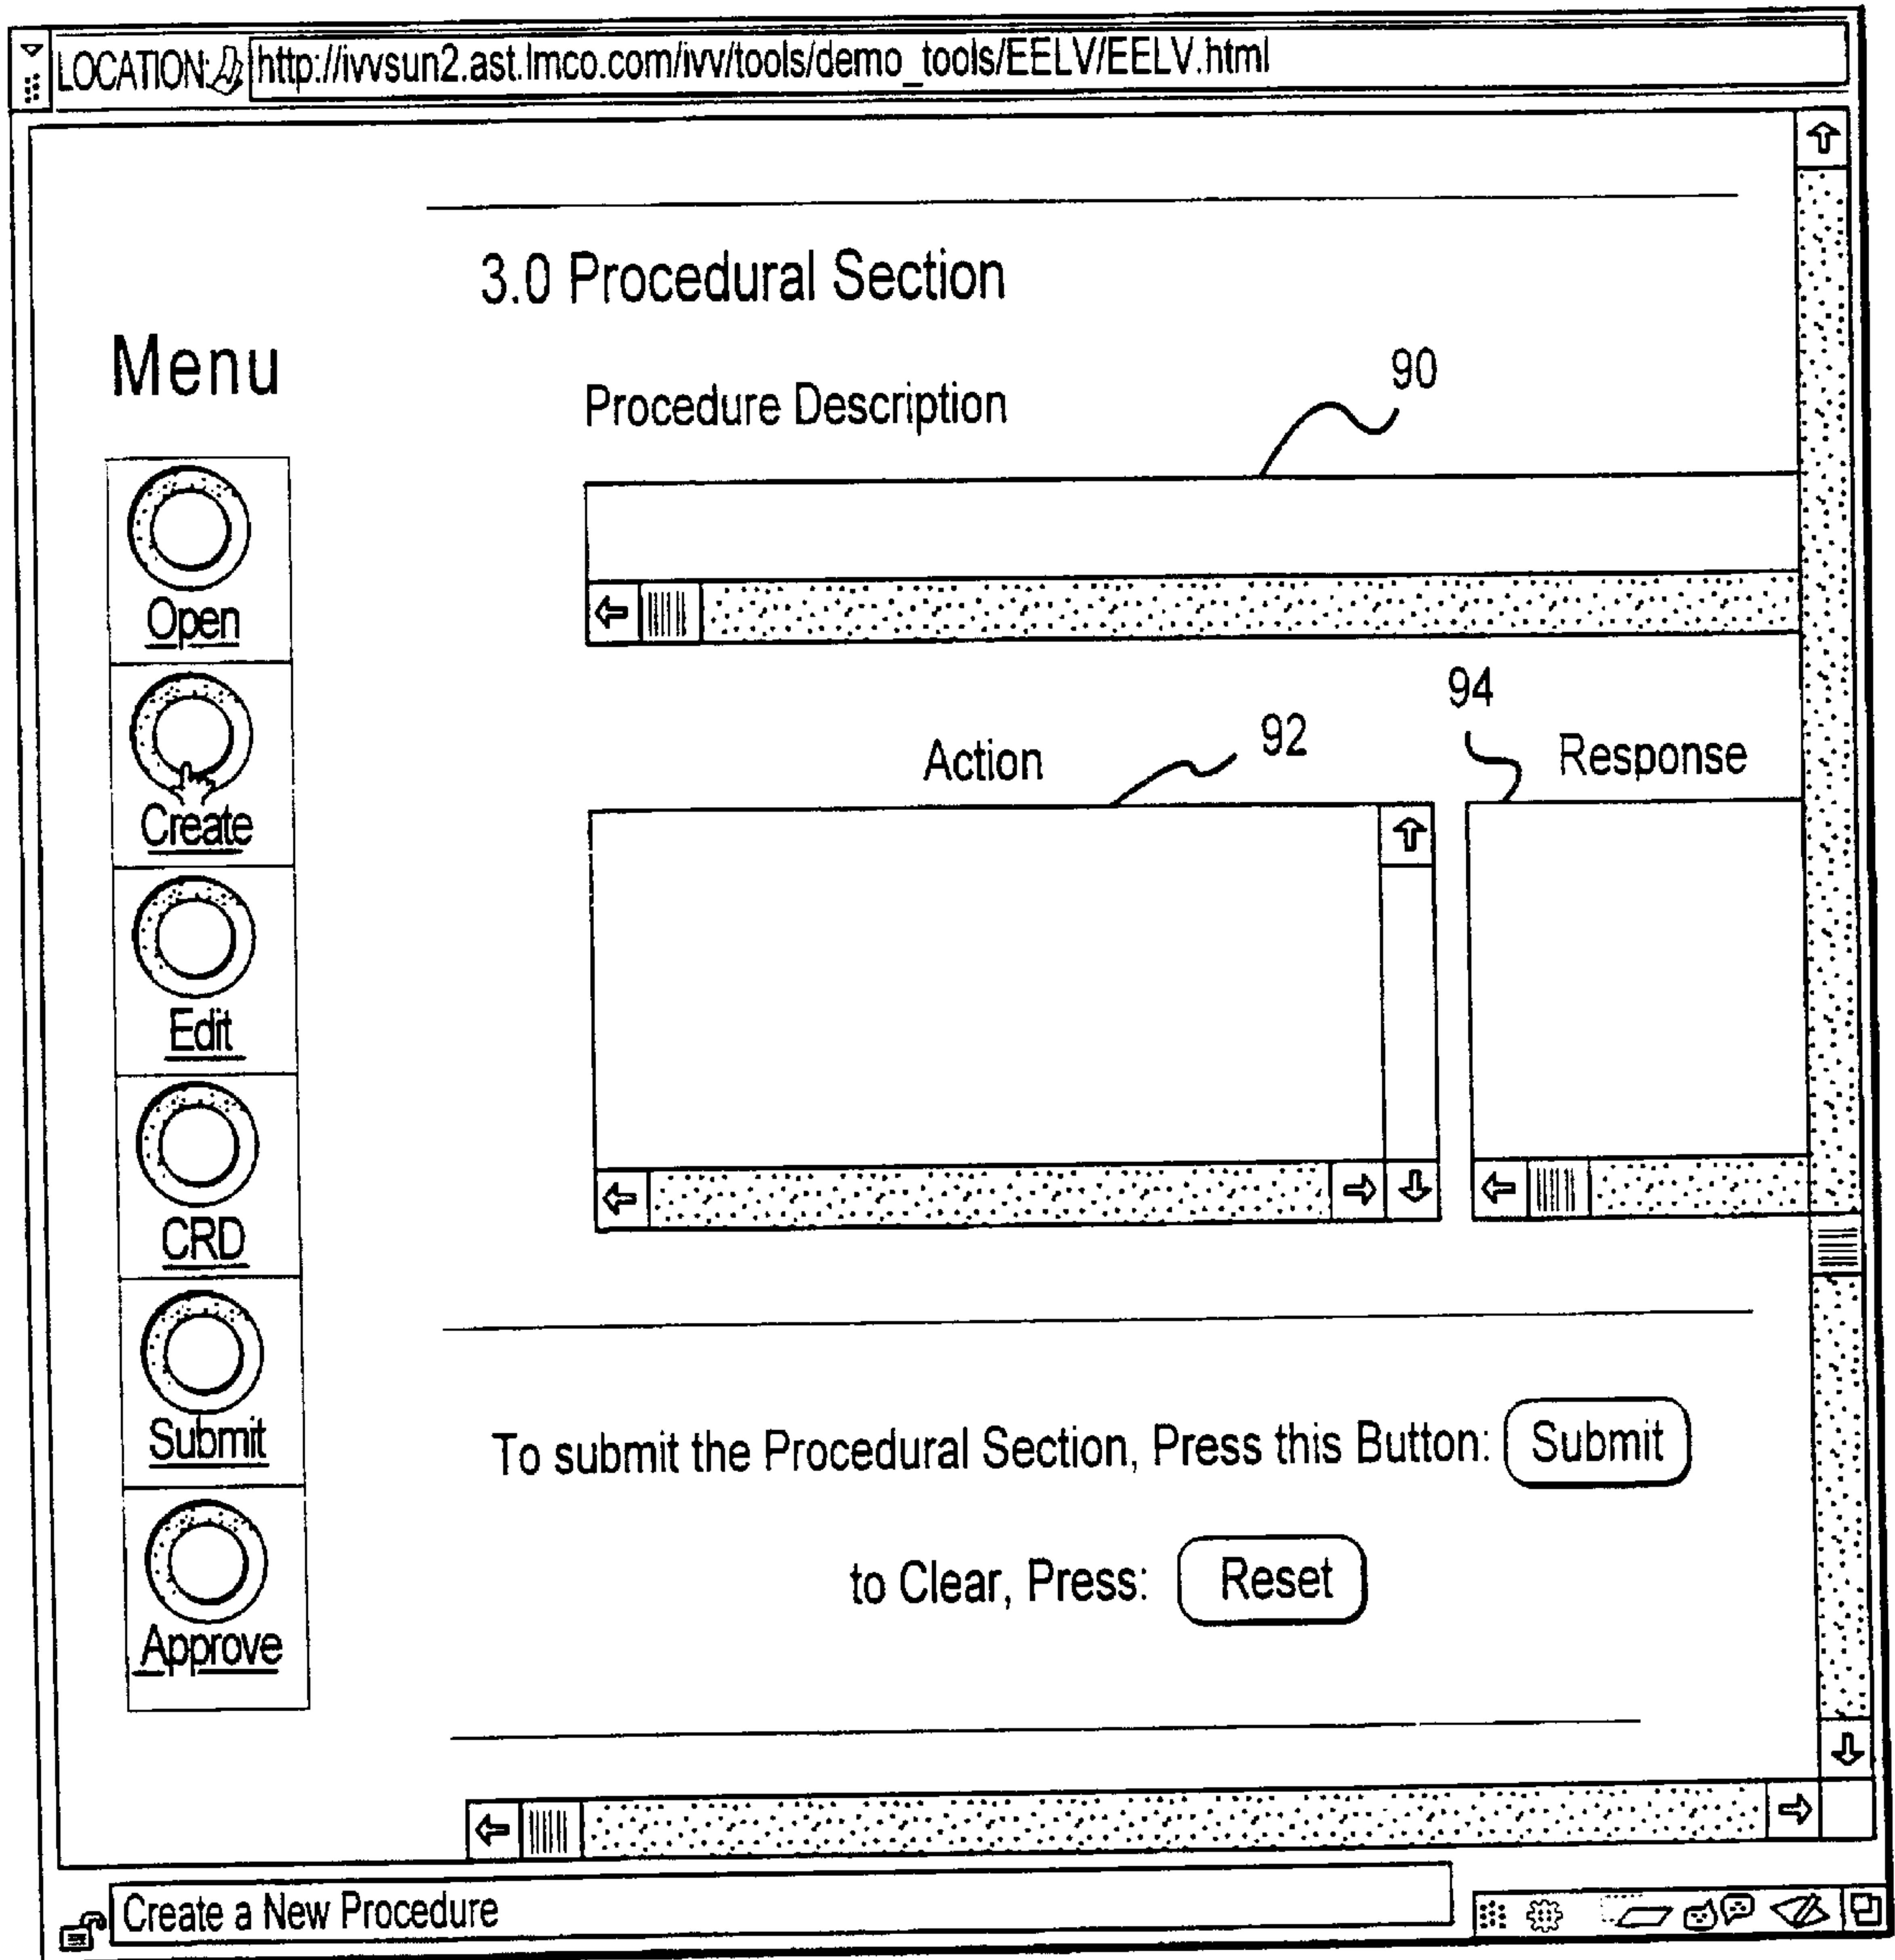 LOCATION: http://ivvsun2.ast.lmco.com/ivv/tools/demo_tools/EELV/EELV.html
3.0 Procedural Section
Menu
Procedure Description
90
Open
Create
Edit
CRD
Submit
Approve
Action
92
94
Response
To submit the Procedural Section, Press this Button: Submit
to Clear, Press: Reset
Create a New Procedure